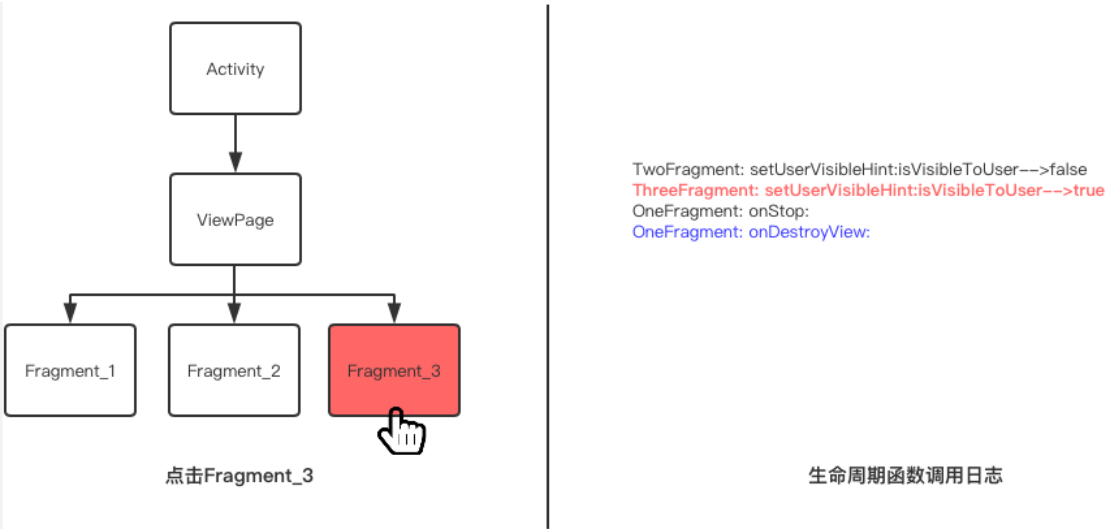 Activity
ViewPage
Fragment_1
Fragment_2
Fragment_3
点击Fragment_3
TwoFragment: setUserVisibleHint:isVisibleToUser-->false
ThreeFragment: setUserVisibleHint:isVisibleToUser-->true
OneFragment: onStop:
OneFragment: onDestroyView:
生命周期函数调用日志